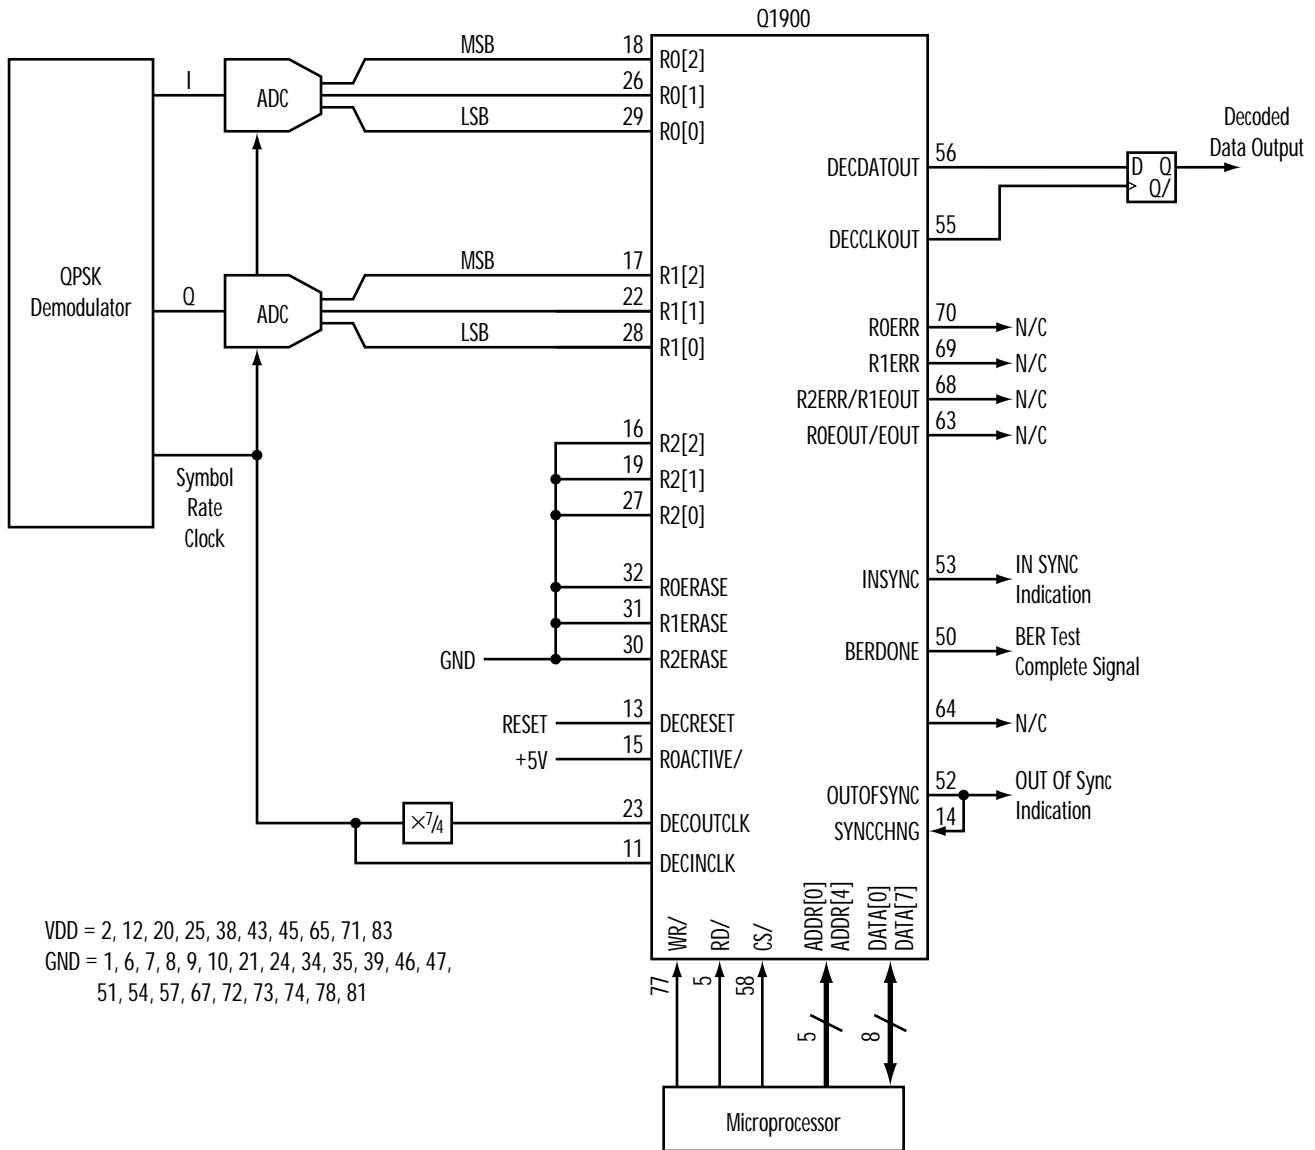 Q1900
QPSK
Demodulator
I
ADC
MSB
LSB
18
26
29
R0[2]
R0[1]
R0[0]
Q
ADC
MSB
LSB
17
22
28
R1[2]
R1[1]
R1[0]
Symbol
Rate
Clock
16
19
27
R2[2]
R2[1]
R2[0]
32
31
30
R0ERASE
R1ERASE
R2ERASE
GND
RESET
13
DECRESET
+5V
15
R0ACTIVE/
×7/4
23
DECOUTCLK
11
DECINCLK
DECDATOUT
56
D Q
Q/
Decoded
Data Output
DECCLKOUT
55
R0ERR
70
N/C
R1ERR
69
N/C
R2ERR/R1EOUT
68
N/C
R0EOUT/EOUT
63
N/C
INSYNC
53
IN SYNC
Indication
BERDONE
50
BER Test
Complete Signal
64
N/C
OUTOFSYNC
52
OUT Of Sync
Indication
SYNCCHNG
14
WR/
RD/
CS/
ADDR[0]
ADDR[4]
DATA[0]
DATA[7]
77
5
58
5
8
Microprocessor
VDD = 2, 12, 20, 25, 38, 43, 45, 65, 71, 83
GND = 1, 6, 7, 8, 9, 10, 21, 24, 34, 35, 39, 46, 47,
51, 54, 57, 67, 72, 73, 74, 78, 81